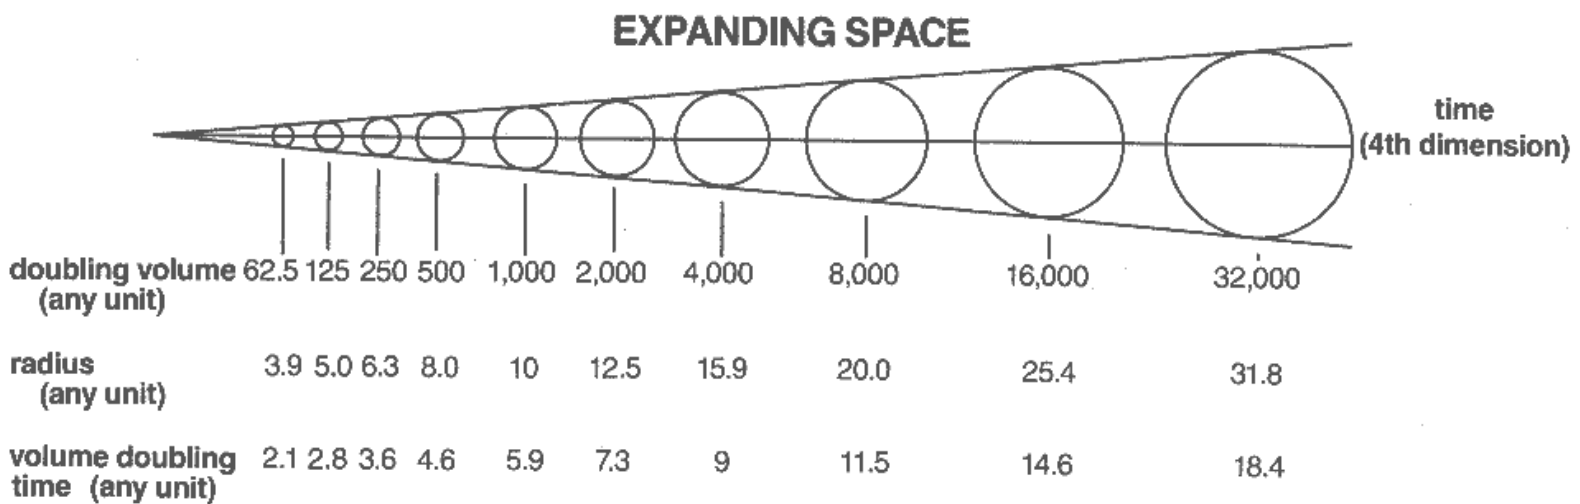 EXPANDING SPACE
time
(4th dimension)
doubling volume 62.5 125 250 500 1,000 2,000 4,000 8,000 16,000 32,000
(any unit)
radius 3.9 5.0 6.3 8.0 10 12.5 15.9 20.0 25.4 31.8
(any unit)
volume doubling 2.1 2.8 3.6 4.6 5.9 7.3 9 11.5 14.6 18.4
time (any unit)